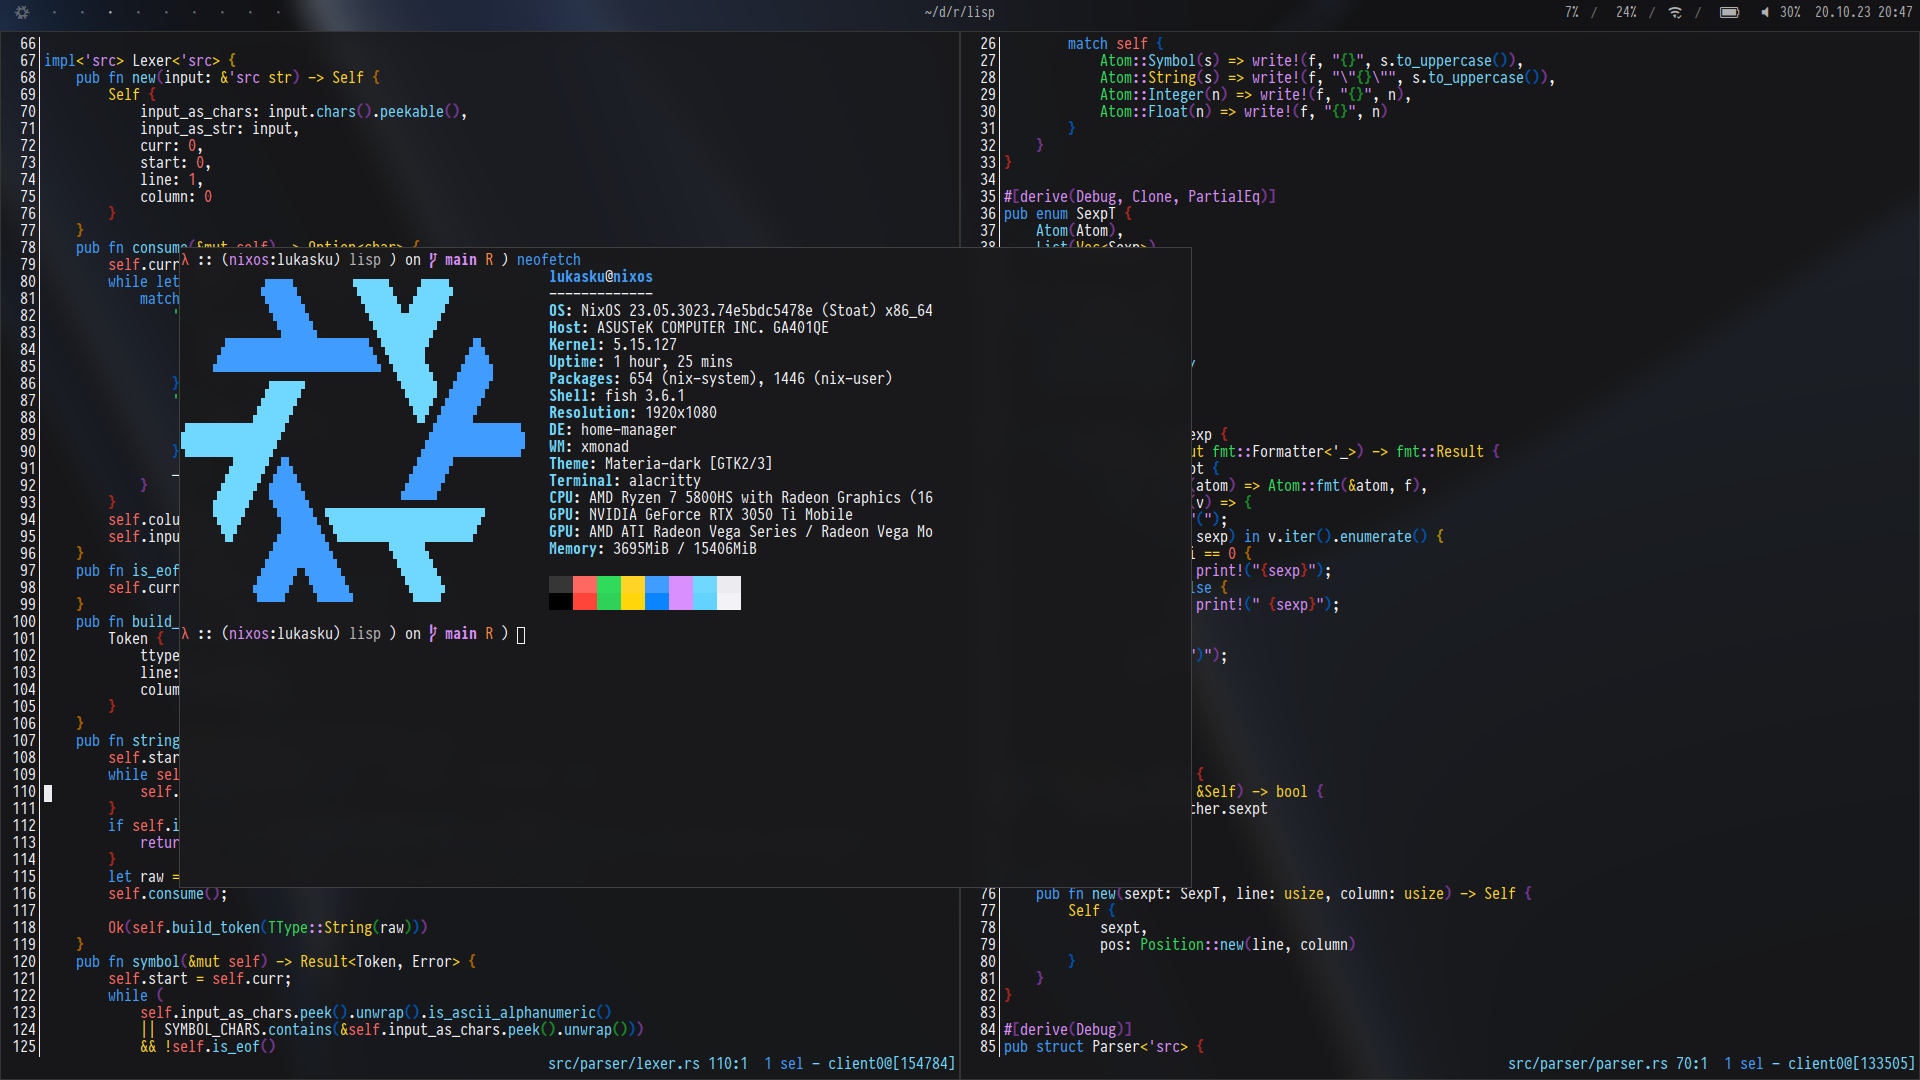 ~/d/r/lisp
7% / 24% / / 30% 20.10.23 20:47
66
67 impl<'src> Lexer<'src> {
68 pub fn new(input: &'src str) -> Self {
69 Self {
70 input_as_chars: input.chars().peekable(),
71 input_as_str: input,
72 curr: 0,
73 start: 0,
74 line: 1,
75 column: 0
76 }
77 }
78 pub fn consume(&mut self) -> Option<char> {
79 self.curr
80 while let
81 match
82 '
83
84
85
86 }
87 '
88
89
90 }
91 _
92 }
93 }
94 self.colu
95 self.inpu
96 }
97 pub fn is_eof
98 self.curr
99 }
100 pub fn build_
101 Token {
102 ttype
103 line:
104 colum
105 }
106 }
107 pub fn string
108 self.star
109 while sel
110 self.
111 }
112 if self.i
113 retur
114 }
115 let raw =
116 self.consume();
117
118 Ok(self.build_token(TType::String(raw)))
119 }
120 pub fn symbol(&mut self) -> Result<Token, Error> {
121 self.start = self.curr;
122 while (
123 self.input_as_chars.peek().unwrap().is_ascii_alphanumeric()
124 || SYMBOL_CHARS.contains(&self.input_as_chars.peek().unwrap()))
125 && !self.is_eof()
src/parser/lexer.rs 110:1 1 sel - client0@[154784]
λ :: (nixos:lukasku) lisp ) on main R ) neofetch
lukasku@nixos
-------------
OS: NixOS 23.05.3023.74e5bdc5478e (Stoat) x86_64
Host: ASUSTeK COMPUTER INC. GA401QE
Kernel: 5.15.127
Uptime: 1 hour, 25 mins
Packages: 654 (nix-system), 1446 (nix-user)
Shell: fish 3.6.1
Resolution: 1920x1080
DE: home-manager
WM: xmonad
Theme: Materia-dark [GTK2/3]
Terminal: alacritty
CPU: AMD Ryzen 7 5800HS with Radeon Graphics (16
GPU: NVIDIA GeForce RTX 3050 Ti Mobile
GPU: AMD ATI Radeon Vega Series / Radeon Vega Mo
Memory: 3695MiB / 15406MiB
λ :: (nixos:lukasku) lisp ) on main R )
26 match self {
27 Atom::Symbol(s) => write!(f, "{}", s.to_uppercase()),
28 Atom::String(s) => write!(f, "\"{}\"", s.to_uppercase()),
29 Atom::Integer(n) => write!(f, "{}", n),
30 Atom::Float(n) => write!(f, "{}", n)
31 }
32 }
33 }
34
35 #[derive(Debug, Clone, PartialEq)]
36 pub enum SexpT {
37 Atom(Atom),
38 List(Vec<Sexp>)
exp {
ut fmt::Formatter<'_>) -> fmt::Result {
pt {
(atom) => Atom::fmt(&atom, f),
(v) => {
"(");
sexp) in v.iter().enumerate() {
i == 0 {
print!("{sexp}");
lse {
print!(" {sexp}");
")");
{
&Self) -> bool {
ther.sexpt
76 pub fn new(sexpt: SexpT, line: usize, column: usize) -> Self {
77 Self {
78 sexpt,
79 pos: Position::new(line, column)
80 }
81 }
82 }
83
84 #[derive(Debug)]
85 pub struct Parser<'src> {
src/parser/parser.rs 70:1 1 sel - client0@[133505]